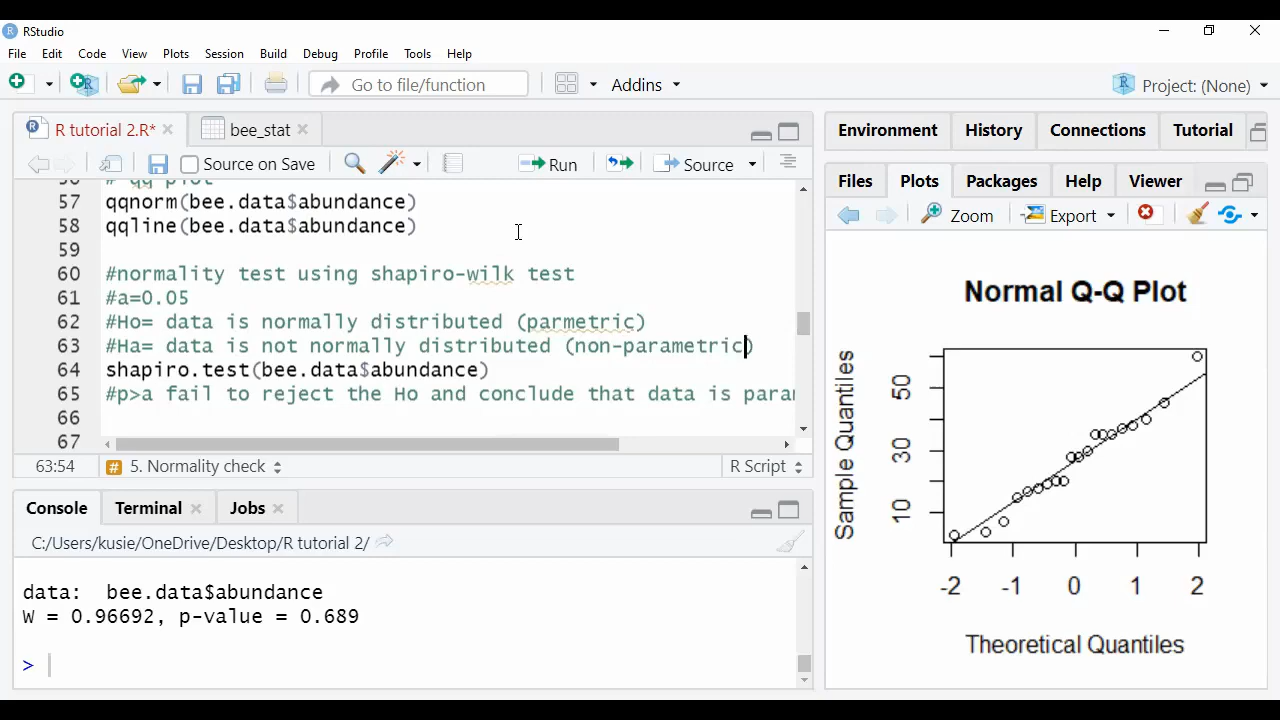 RStudio
File Edit Code View Plots Session Build Debug Profile Tools Help
Go to file/function Addins Project: (None)
R tutorial 2.R* bee_stat
Source on Save Run Source
56 # qq plot
57 qqnorm(bee.data$abundance)
58 qqline(bee.data$abundance)
59
60 #normality test using shapiro-wilk test
61 #a=0.05
62 #Ho= data is normally distributed (parmetric)
63 #Ha= data is not normally distributed (non-parametric)
64 shapiro.test(bee.data$abundance)
65 #p>a fail to reject the Ho and conclude that data is param
66
67
63:54 # 5. Normality check R Script
Console Terminal Jobs
C:/Users/kusie/OneDrive/Desktop/R tutorial 2/
data: bee.data$abundance
W = 0.96692, p-value = 0.689
>
Environment History Connections Tutorial
Files Plots Packages Help Viewer
Zoom Export
Normal Q-Q Plot
Sample Quantiles
50
30
10
-2 -1 0 1 2
Theoretical Quantiles